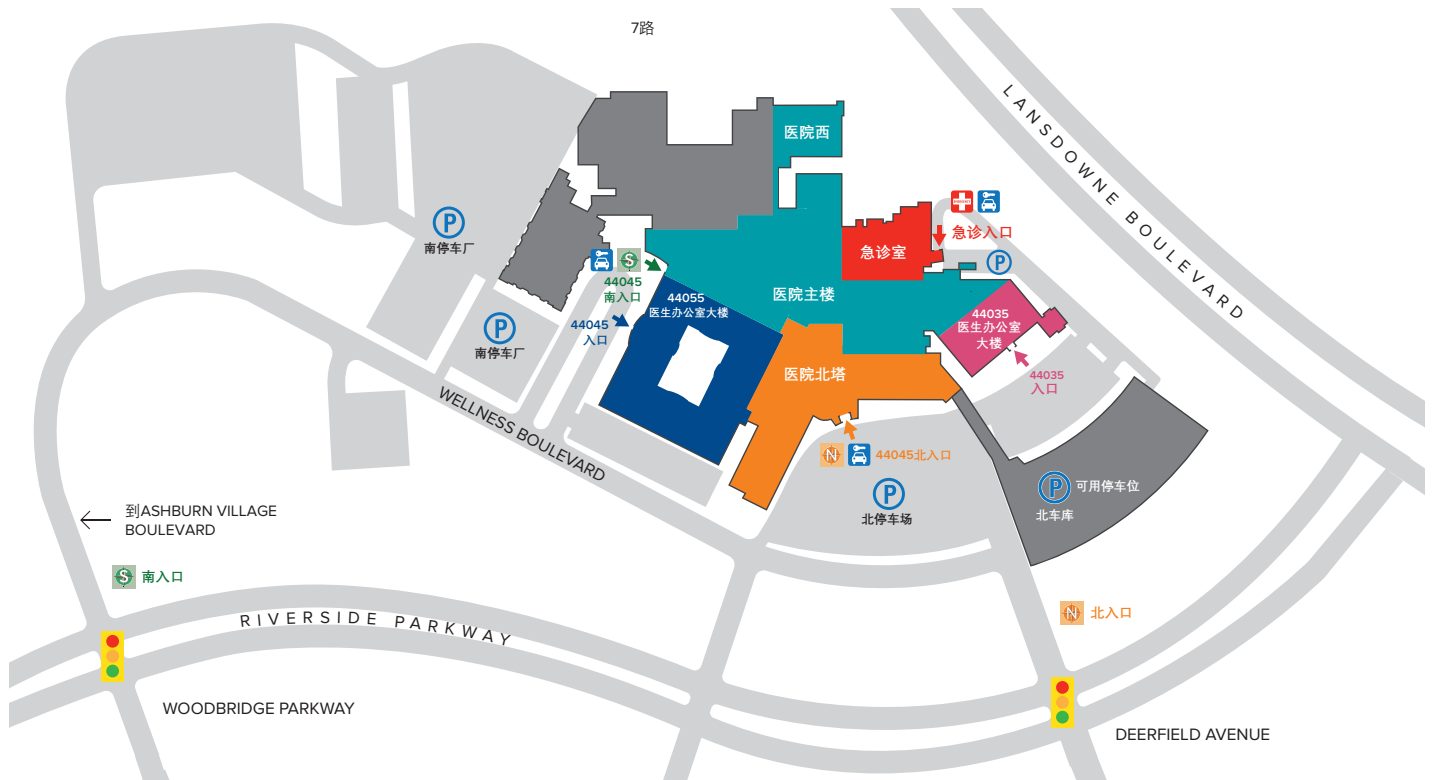 7路
LANSDOWNE BOULEVARD
医院西
急诊入口
急诊室
P
南停车厂
P
S
44045
南入口
44055
医生办公室大楼
医院主楼
44035
医生办公室
大楼
44045
入口
P
南停车厂
44035
入口
医院北塔
WELLNESS BOULEVARD
N
44045北入口
P
北停车场
P
可用停车位
北车库
到ASHBURN VILLAGE
BOULEVARD
S
南入口
N
北入口
RIVERSIDE PARKWAY
WOODBRIDGE PARKWAY
DEERFIELD AVENUE